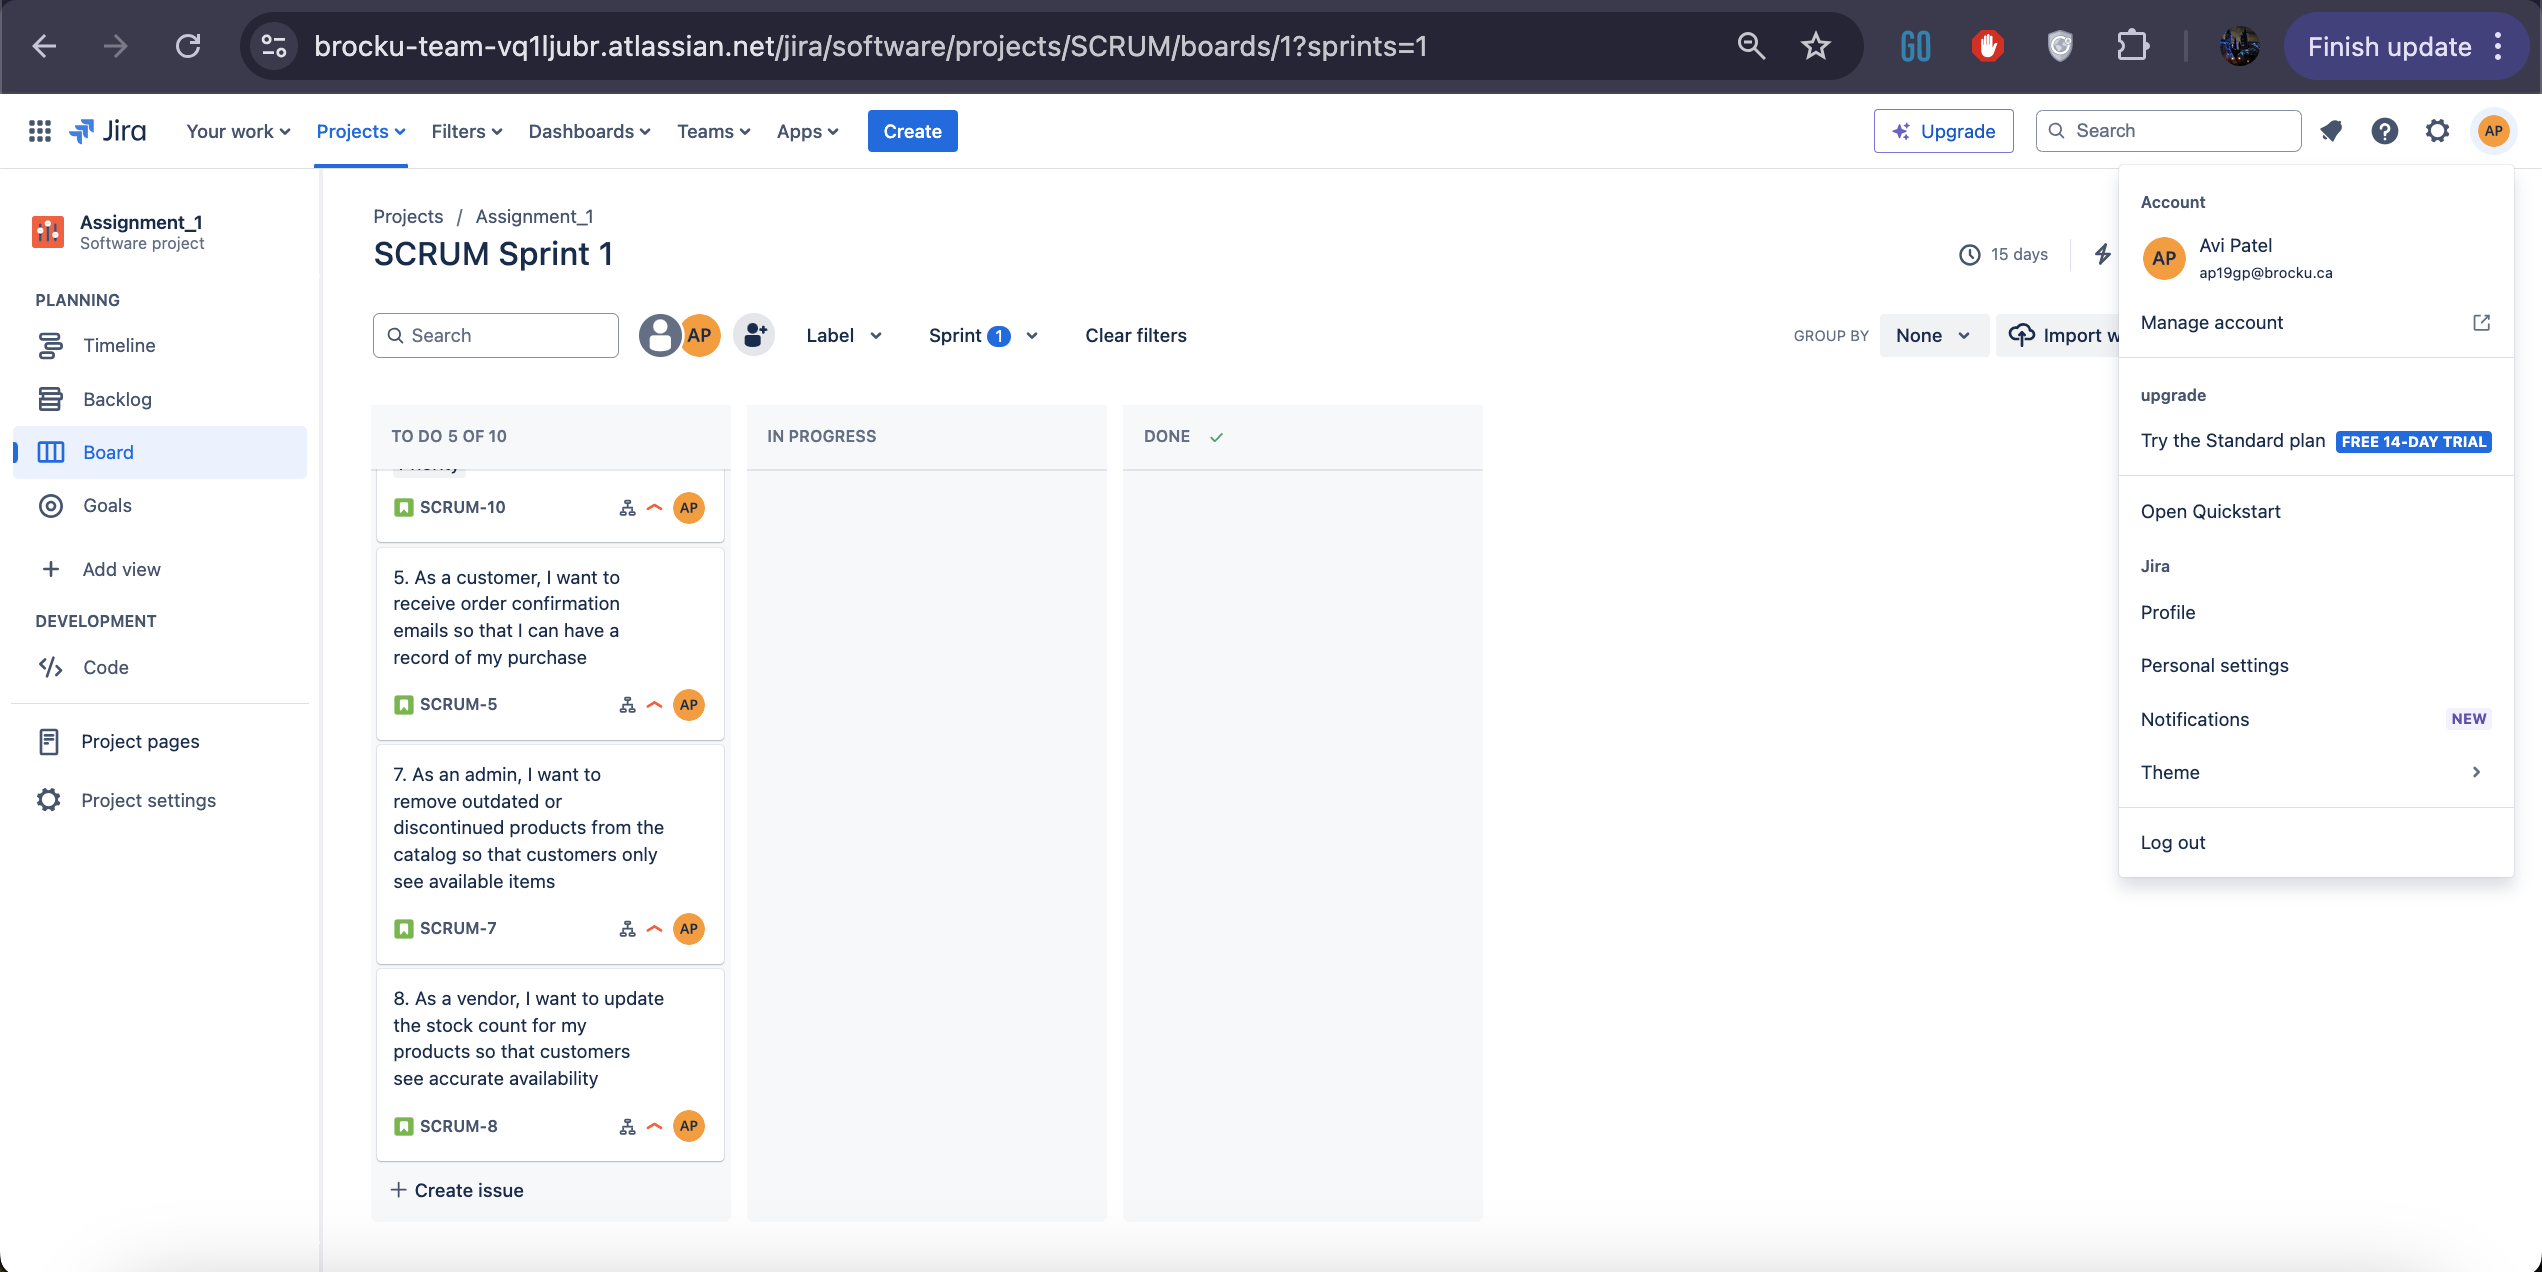 brocku-team-vq1ljubr.atlassian.net/jira/software/projects/SCRUM/boards/1?sprints=1
GO
Finish update
Jira
Your work
Projects
Filters
Dashboards
Teams
Apps
Create
Upgrade
Search
AP
Assignment_1
Software project
PLANNING
Timeline
Backlog
Board
Goals
Add view
DEVELOPMENT
Code
Project pages
Project settings
Projects / Assignment_1
SCRUM Sprint 1
15 days
Search
AP
Label
Sprint 1
Clear filters
GROUP BY
None
Import
TO DO 5 OF 10
Priority
SCRUM-10
AP
5. As a customer, I want to
receive order confirmation
emails so that I can have a
record of my purchase
SCRUM-5
AP
7. As an admin, I want to
remove outdated or
discontinued products from the
catalog so that customers only
see available items
SCRUM-7
AP
8. As a vendor, I want to update
the stock count for my
products so that customers
see accurate availability
SCRUM-8
AP
Create issue
IN PROGRESS
DONE
Account
AP
Avi Patel
ap19gp@brocku.ca
Manage account
upgrade
Try the Standard plan FREE 14-DAY TRIAL
Open Quickstart
Jira
Profile
Personal settings
Notifications NEW
Theme
Log out